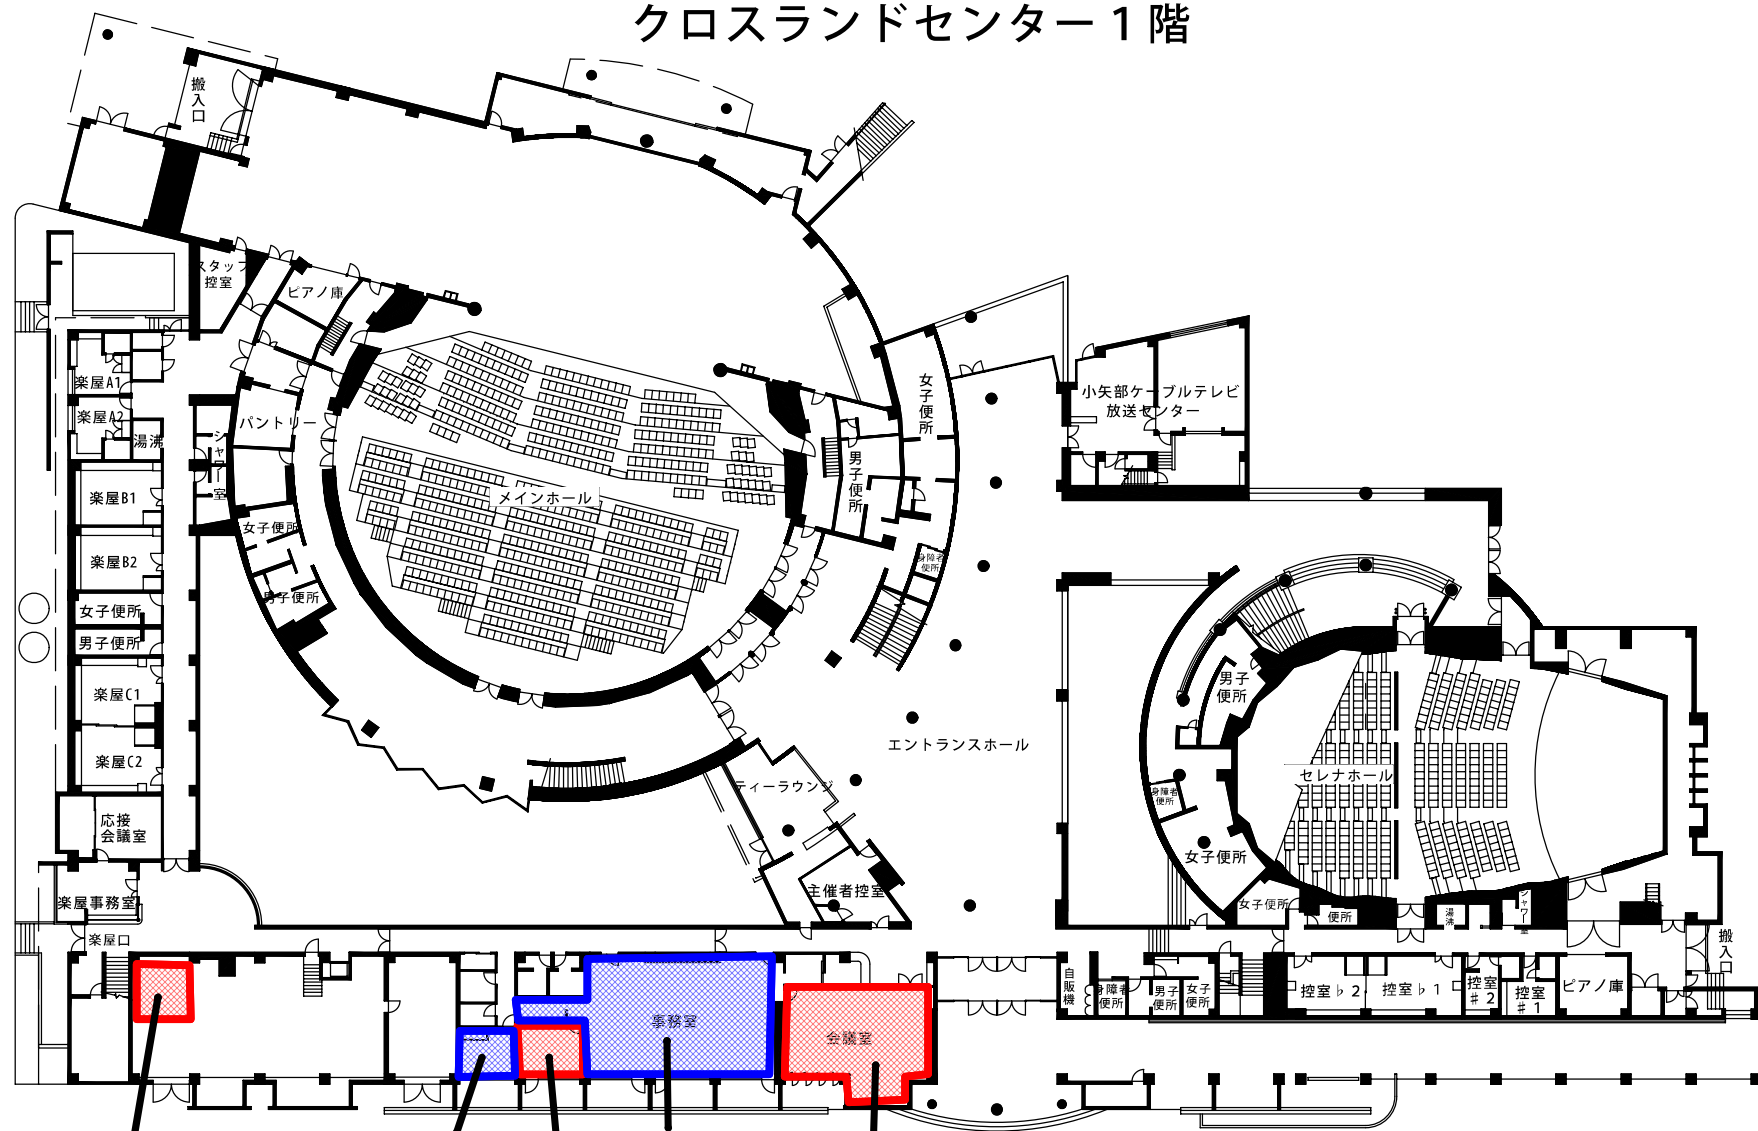 クロスランドセンター1階
搬入口
スタッフ
控室
ピアノ庫
楽屋A1
楽屋A2
湯沸
シャワー室
パントリー
女子便所
男子便所
楽屋B1
楽屋B2
女子便所
男子便所
楽屋C1
楽屋C2
応接
会議室
楽屋事務室
楽屋口
メインホール
男子便所
女子便所
身障者
便所
小矢部ケーブルテレビ
放送センター
エントランスホール
ティーラウンジ
主催者控室
男子
便所
セレナホール
身障者
便所
女子便所
女子便所
便所
湯沸
シャワー室
搬入口
事務室
会議室
自販機
身障者
便所
男子
便所
女子
便所
控室♭2
控室♭1
控室
♯2
控室
♯1
ピアノ庫